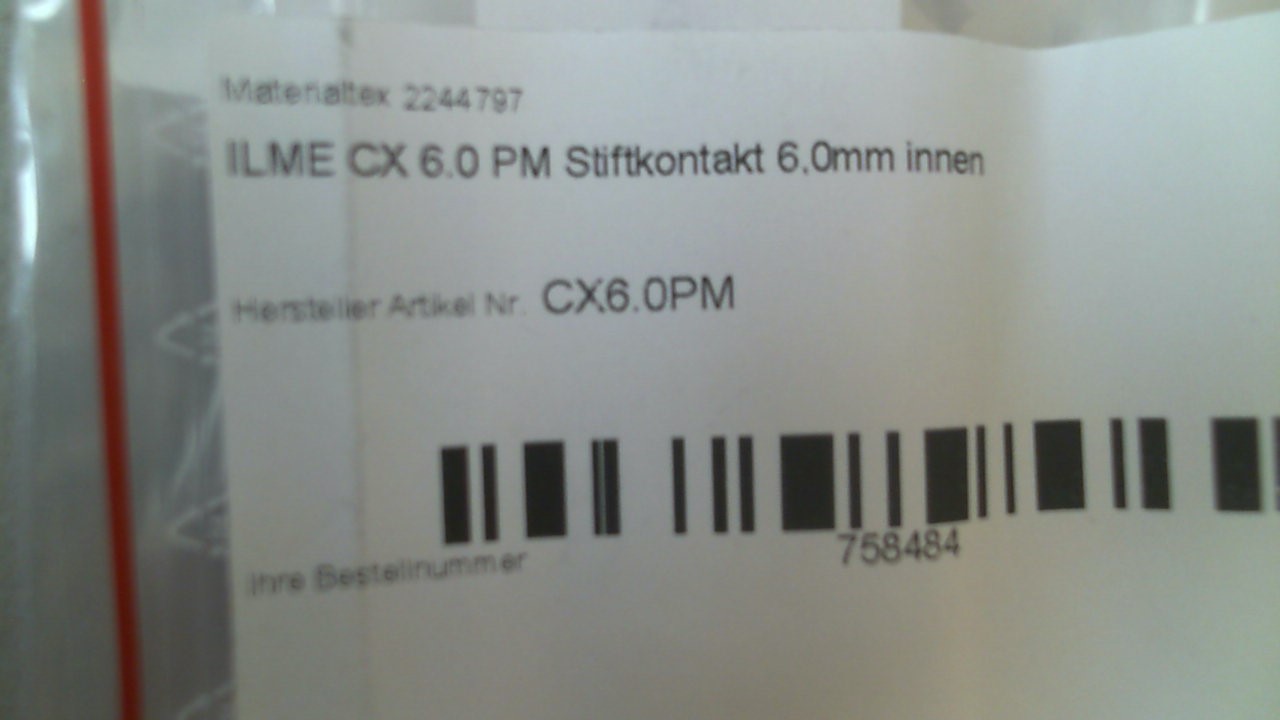 Materialtex 2244797
ILME CX 6.0 PM Stiftkontakt 6.0mm innen
Hersteller Artikel Nr. CX6.0PM
758484
Ihre Bestellnummer